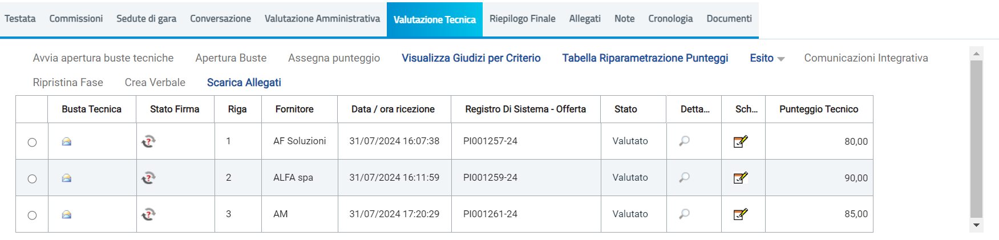 Testata Commissioni Sedute di gara Conversazione Valutazione Amministrativa Valutazione Tecnica Riepilogo Finale Allegati Note Cronologia Documenti
Avvia apertura buste tecniche Apertura Buste Assegna punteggio Visualizza Giudizi per Criterio Tabella Riparametrazione Punteggi Esito Comunicazioni Integrativa
Ripristina Fase Crea Verbale Scarica Allegati
Busta Tecnica Stato Firma Riga Fornitore Data / ora ricezione Registro Di Sistema - Offerta Stato Detta... Sch... Punteggio Tecnico
1 AF Soluzioni 31/07/2024 16:07:38 PI001257-24 Valutato 80,00
2 ALFA spa 31/07/2024 16:11:59 PI001259-24 Valutato 90,00
3 AM 31/07/2024 17:20:29 PI001261-24 Valutato 85,00